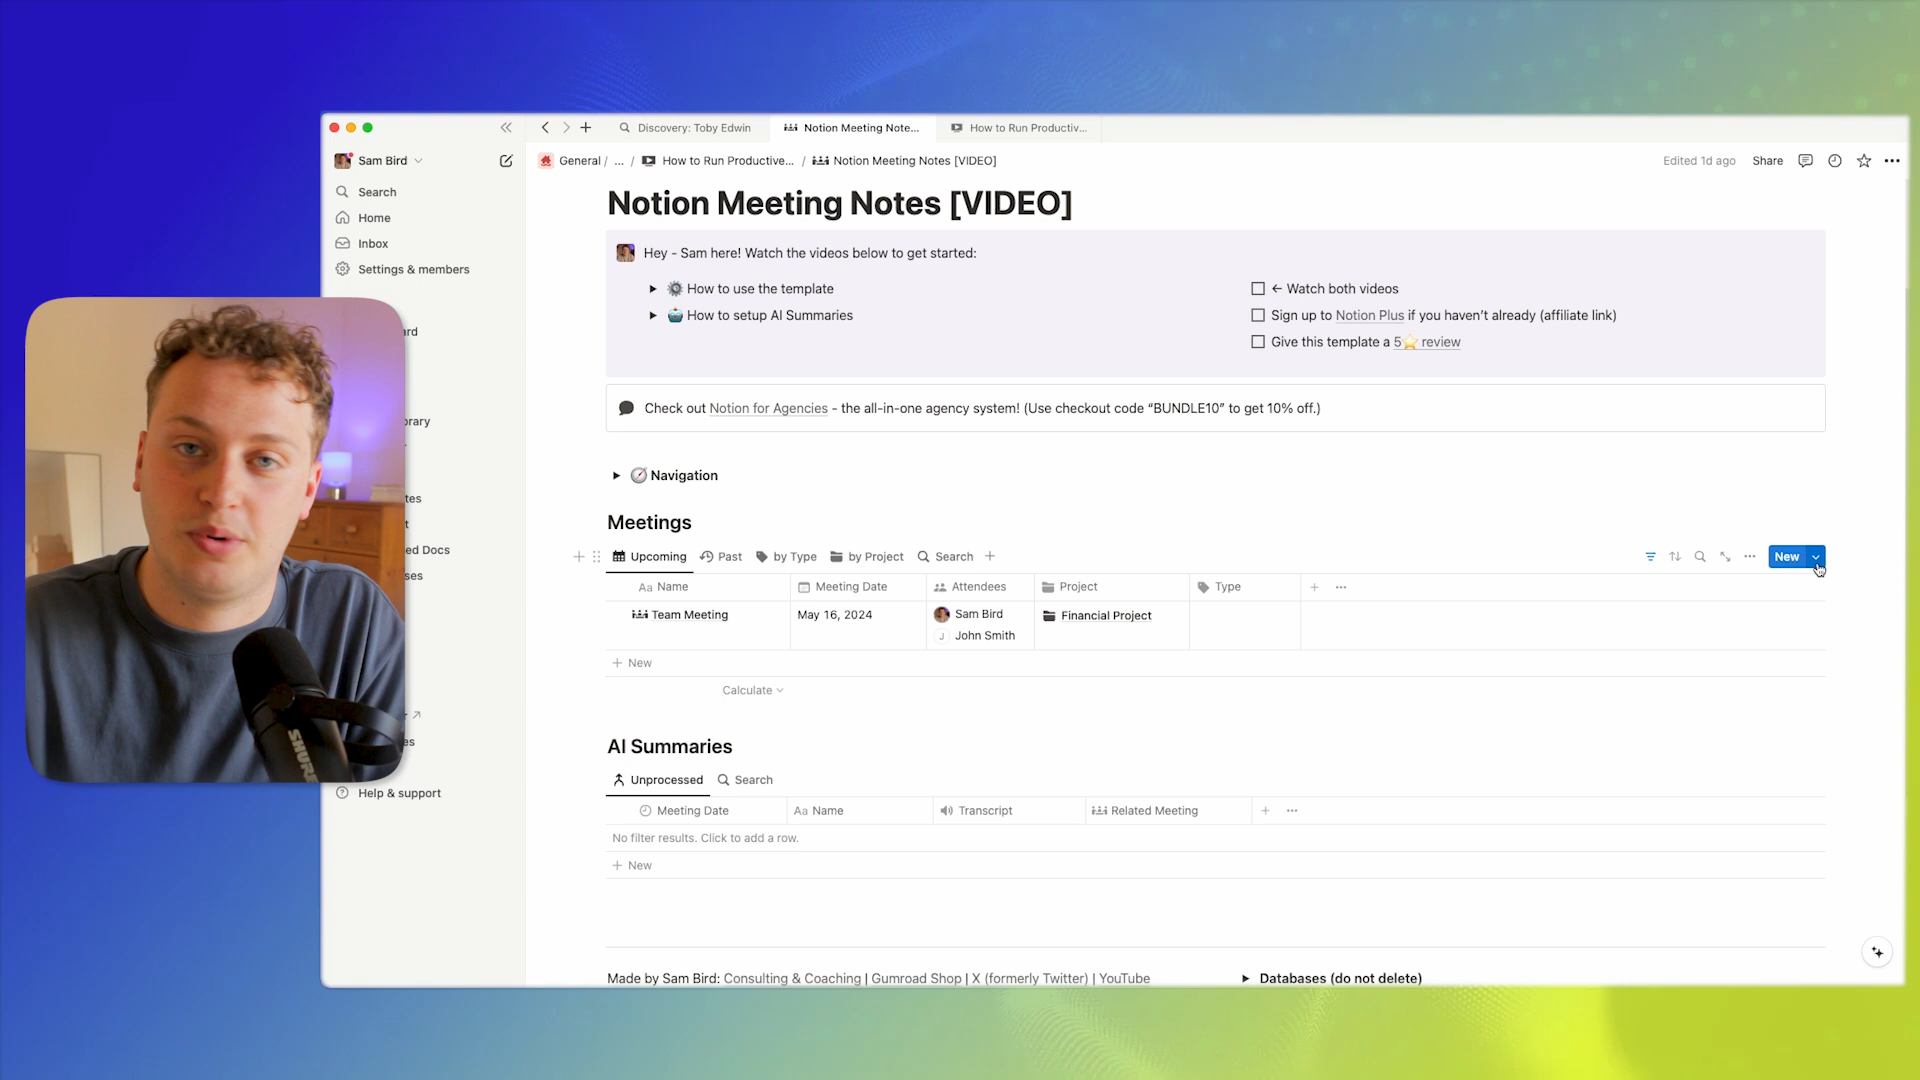 Discovery: Toby Edwin
Notion Meeting Note...
How to Run Productiv...
Sam Bird
General / ... / How to Run Productive... / Notion Meeting Notes [VIDEO]
Edited 1d ago
Share
Search
Home
Inbox
Settings & members
ard
rary
tes
t
ed Docs
ses
r
es
Help & support
Notion Meeting Notes [VIDEO]
Hey - Sam here! Watch the videos below to get started:
How to use the template
How to setup AI Summaries
← Watch both videos
Sign up to Notion Plus if you haven't already (affiliate link)
Give this template a 5⭐ review
Check out Notion for Agencies - the all-in-one agency system! (Use checkout code “BUNDLE10” to get 10% off.)
Navigation
Meetings
Upcoming Past by Type by Project Search
New
Aa Name Meeting Date Attendees Project Type
Team Meeting May 16, 2024 Sam Bird Financial Project
J John Smith
+ New
Calculate
AI Summaries
Unprocessed Search
Meeting Date Aa Name Transcript Related Meeting
No filter results. Click to add a row.
+ New
Made by Sam Bird: Consulting & Coaching | Gumroad Shop | X (formerly Twitter) | YouTube
Databases (do not delete)
SHURE